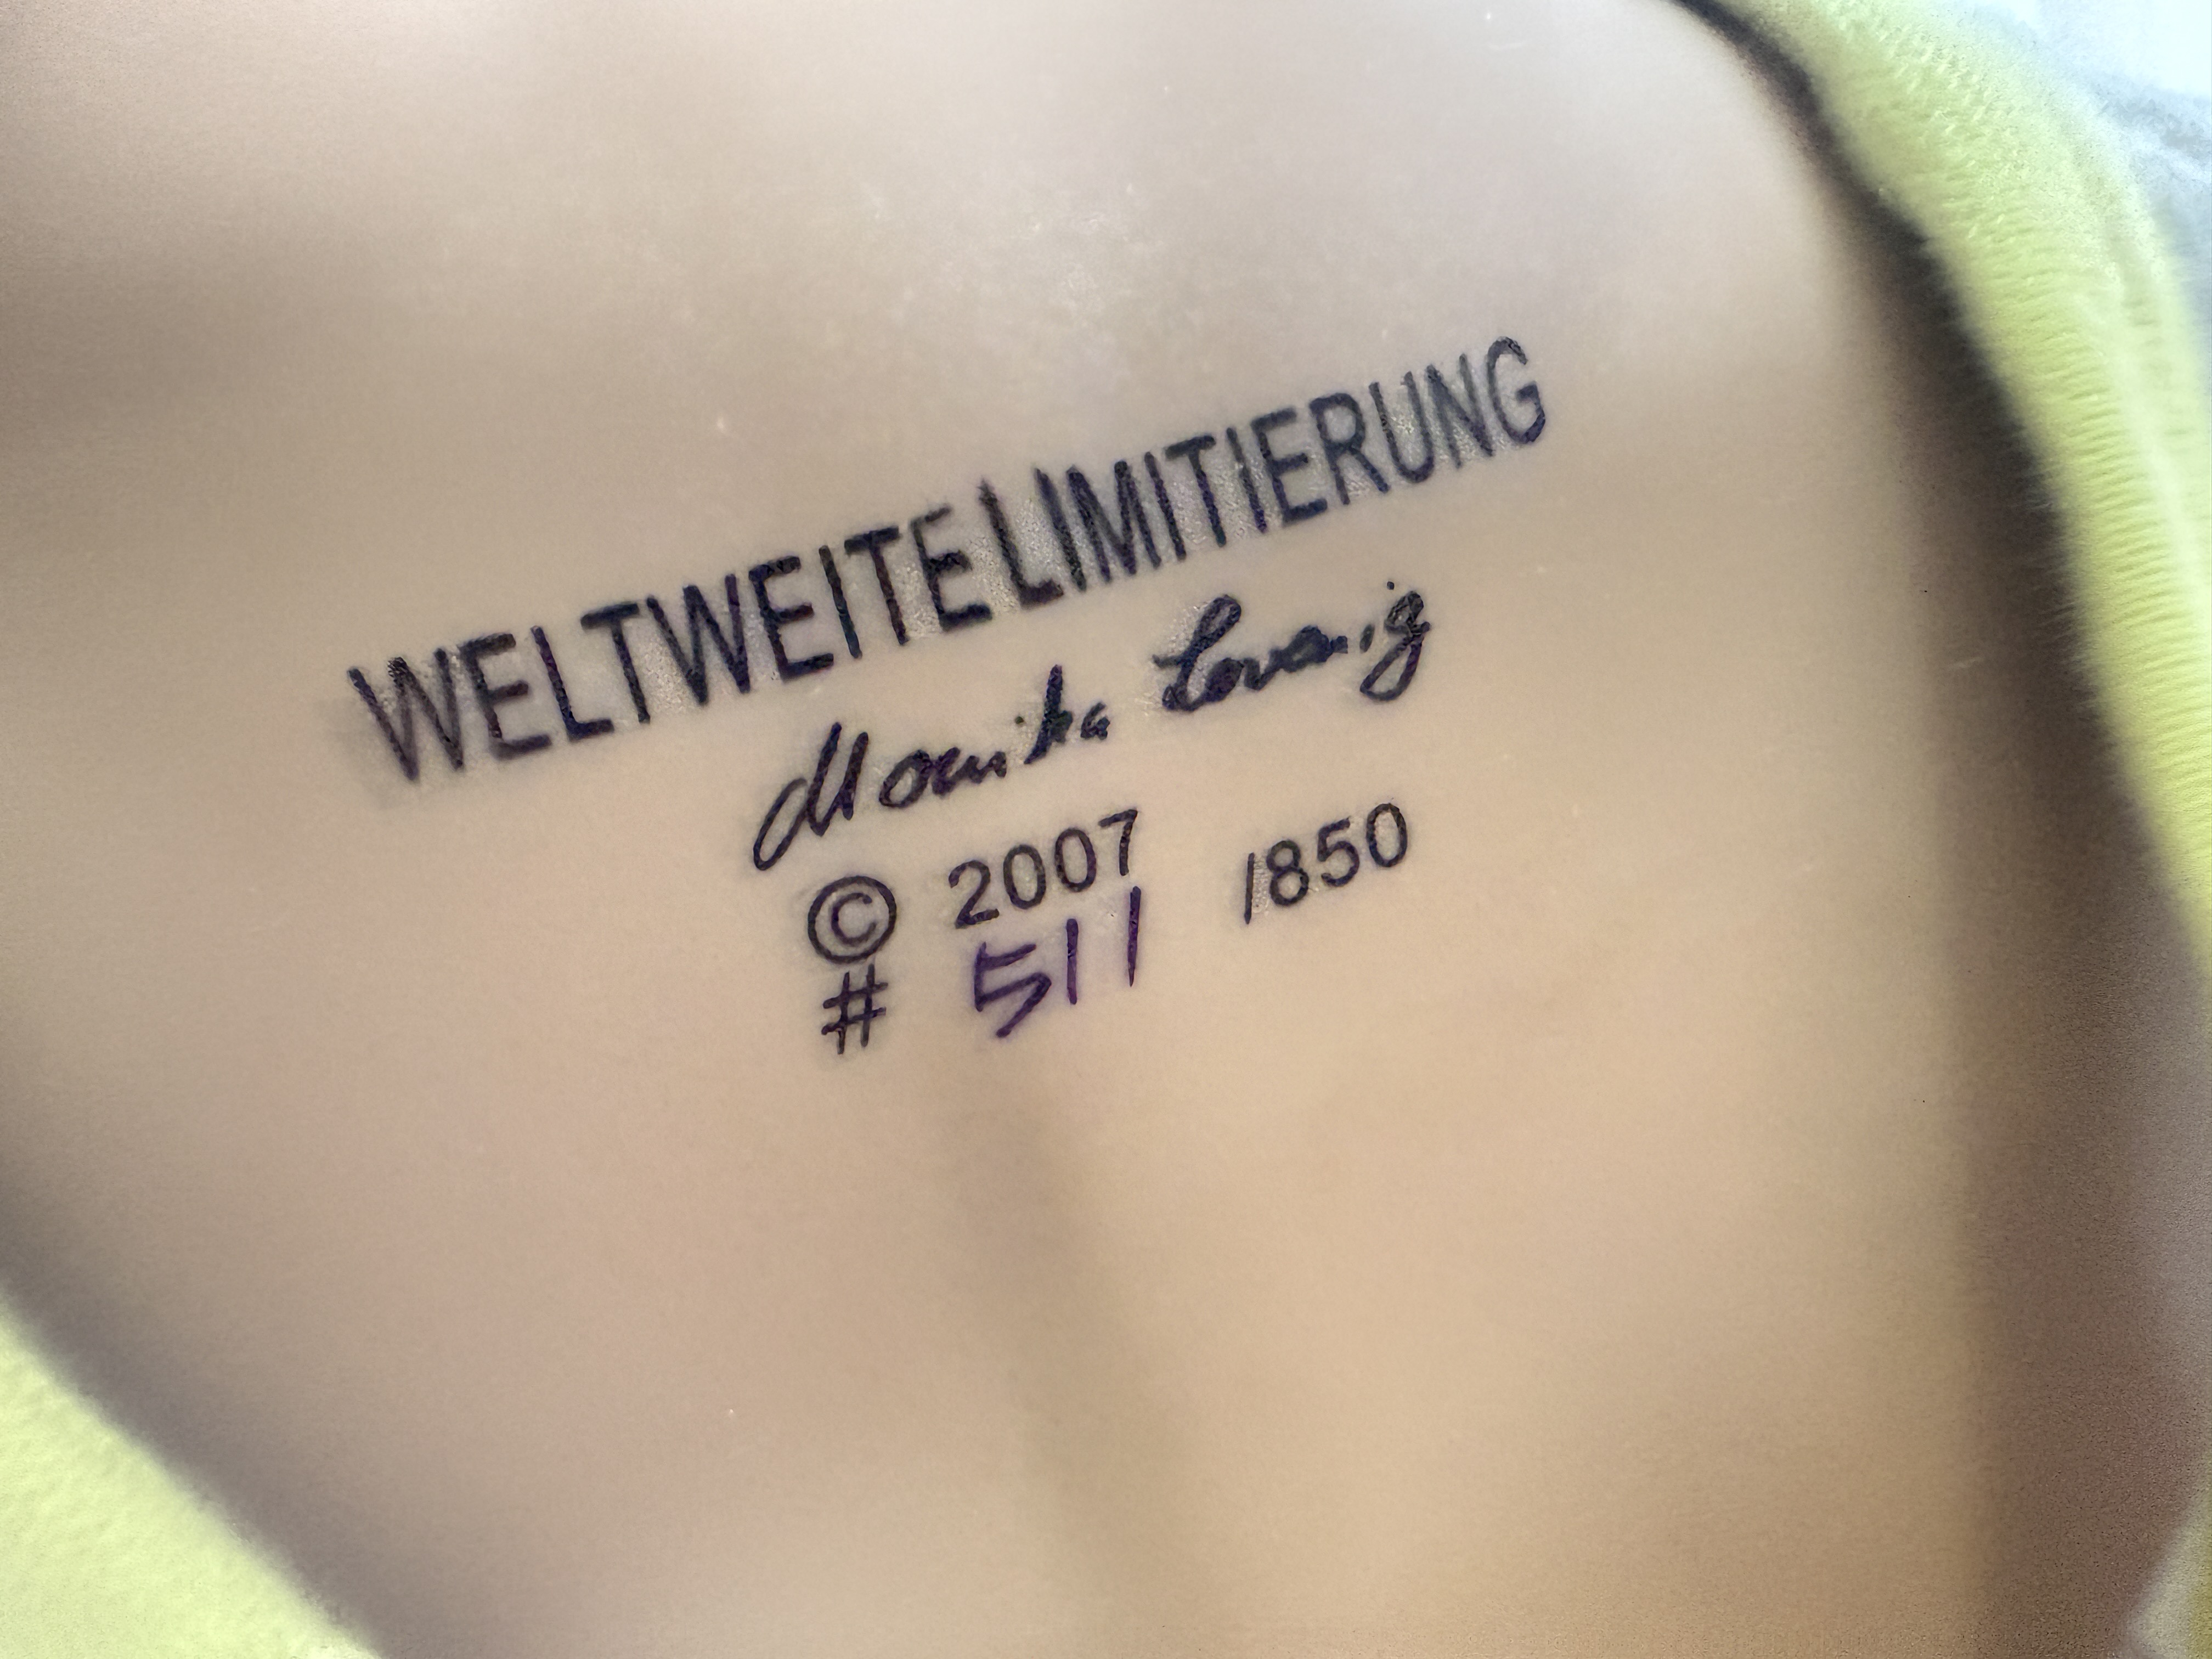 WELTWEITE LIMITIERUNG
Monika Levenig
© 2007
# 511 /850